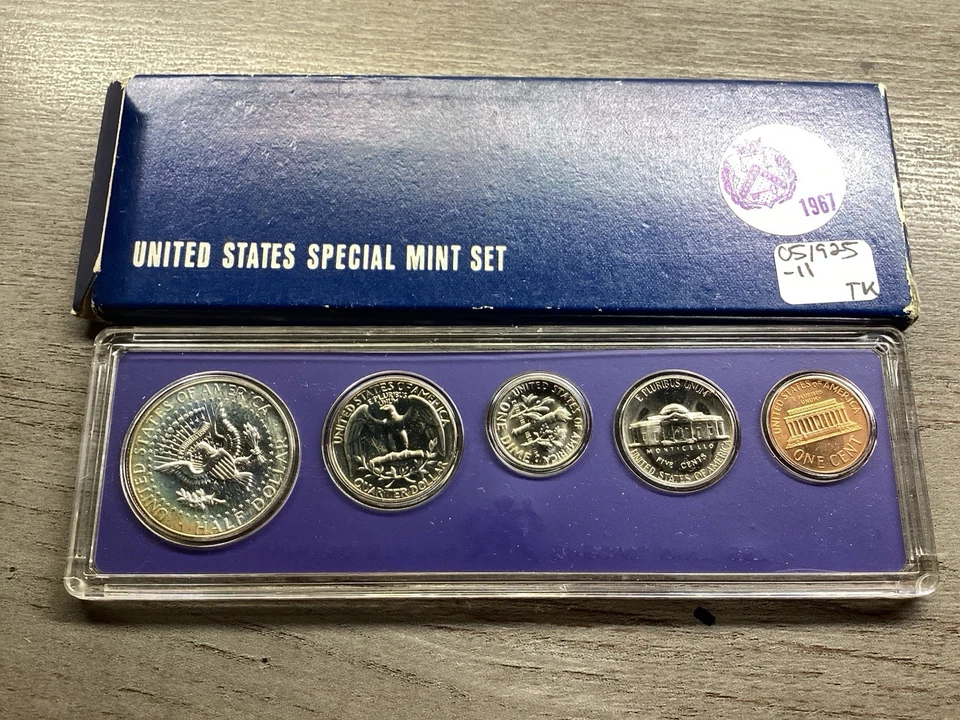 1967
UNITED STATES SPECIAL MINT SET
051925
-11
TK
UNITED STATES OF AMERICA
HALF DOLLAR
UNITED STATES OF AMERICA
E PLURIBUS
UNUM
QUARTER DOLLAR
UNITED STATES OF AMERICA
ONE DIME
E PLURIBUS UNUM
MONTICELLO
FIVE CENTS
UNITED STATES OF AMERICA
UNITED STATES OF AMERICA
E PLURIBUS
UNUM
ONE CENT